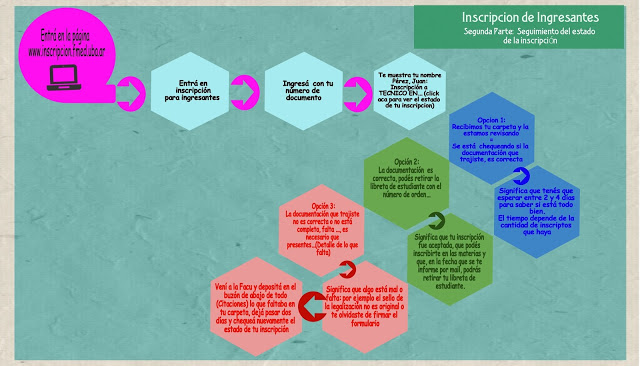 Inscripcion de Ingresantes
Segunda Parte: Seguimiento del estado
de la inscripción
Entrá en la página
www.inscripcion.fmed.uba.ar
Entrá en
inscripción
para ingresantes
Ingresá con tu
número de
documento
Te muestra tu nombre
Pérez, Juan:
Inscripción a
TECNICO EN... (click
aca para ver el estado
de tu inscripcion)
Opcion 1:
Recibimos tu carpeta y la
estamos revisando
=
Se está chequeando si la
documentación que
trajiste, es correcta
Significa que tenés que
esperar entre 2 y 4 días
para saber si está todo
bien.
El tiempo depende de la
cantidad de inscriptos
que haya
Opción 2:
La documentación es
correcta, podés retirar la
libreta de estudiante con el
número de orden...
Significa que tu inscripción
fue aceptada, que podés
inscribirte en las materias y
que, en la fecha que se te
informe por mail, podrás
retirar tu libreta de
estudiante.
Opción 3:
La documentación que trajiste
no es correcta o no está
completa, falta ..., es
necesario que
presentes...(Detalle de lo que
falta)
Significa que algo está mal o
falta: por ejemplo el sello de
la legalización no es original o
te olvidaste de firmar el
formulario
Vení a la Facu y depositá en el
buzón de abajo de todo
(Citaciones) lo que faltaba en
tu carpeta, dejá pasar dos
días y chequeá nuevamente el
estado de tu inscripción